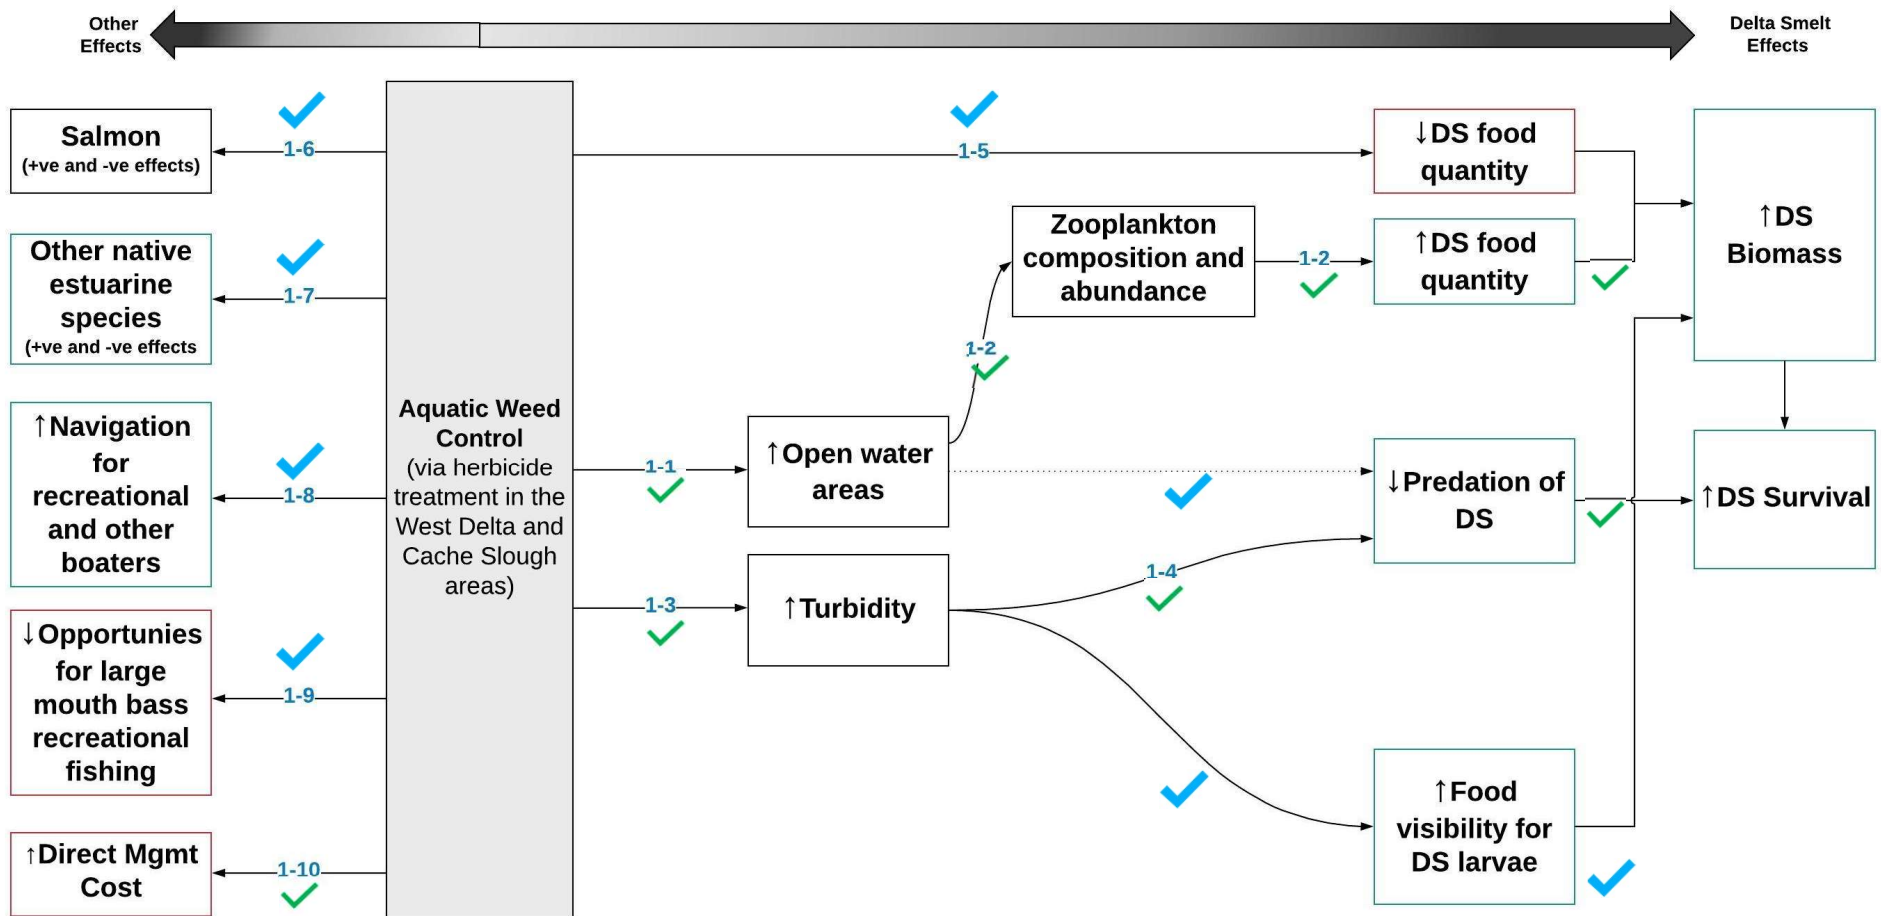 Other
Effects
Delta Smelt
Effects
Salmon
(+ve and -ve effects)
1-6
Other native
estuarine
species
(+ve and -ve effects
1-7
↑Navigation
for
recreational
and other
boaters
1-8
↓Opportunies
for large
mouth bass
recreational
fishing
1-9
↑Direct Mgmt
Cost
1-10
Aquatic Weed
Control
(via herbicide
treatment in the
West Delta and
Cache Slough
areas)
1-5
1-1
1-3
↑Open water
areas
↑Turbidity
1-2
Zooplankton
composition and
abundance
1-2
1-4
↓DS food
quantity
↑DS food
quantity
↓Predation of
DS
↑Food
visibility for
DS larvae
↑DS
Biomass
↑DS Survival